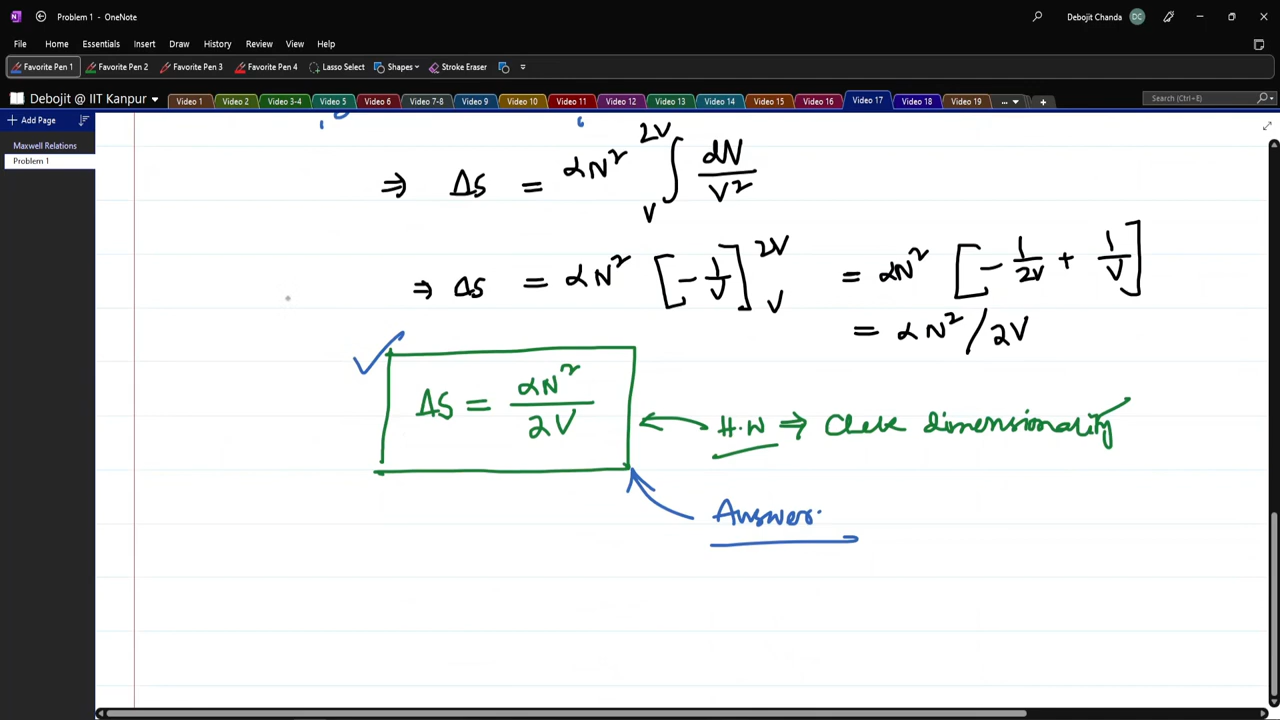 Problem 1 - OneNote
Debojit Chanda DC
File Home Essentials Insert Draw History Review View Help
Favorite Pen 1 Favorite Pen 2 Favorite Pen 3 Favorite Pen 4 Lasso Select Shapes Stroke Eraser
Debojit @ IIT Kanpur Video 1 Video 2 Video 3-4 Video 5 Video 6 Video 7-8 Video 9 Video 10 Video 11 Video 12 Video 13 Video 14 Video 15 Video 16 Video 17 Video 18 Video 19 ... + Search (Ctrl+E)
+ Add Page
Maxwell Relations
Problem 1
⇒ ΔS = αN² ∫_V^{2V} dV/V²
⇒ ΔS = αN² [-1/V]_V^{2V} = αN² [-1/2V + 1/V]
= αN²/2V
ΔS = αN²/2V
H.W ⇒ Check dimensionality
Answer.